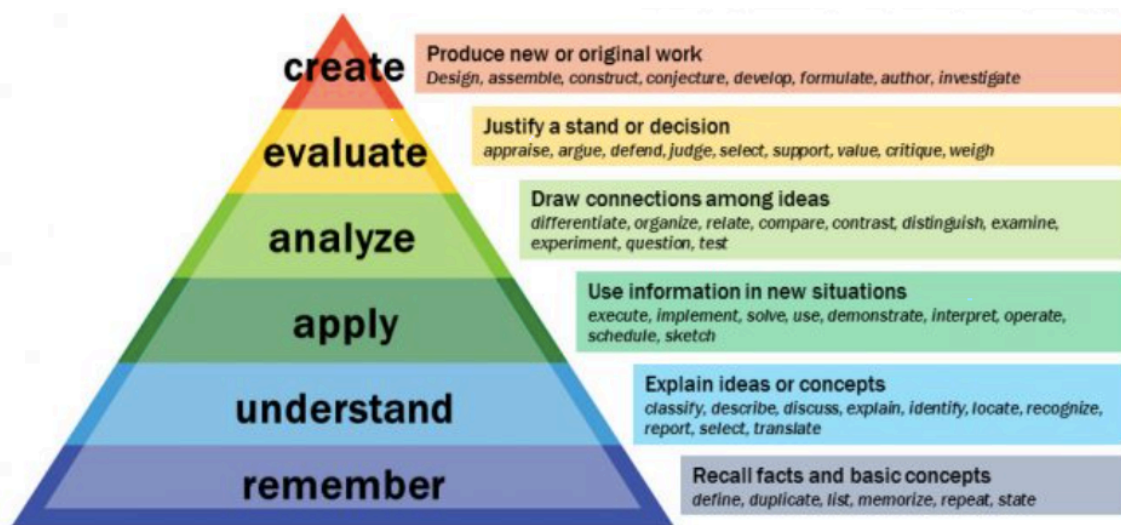 create
Produce new or original work
Design, assemble, construct, conjecture, develop, formulate, author, investigate
evaluate
Justify a stand or decision
appraise, argue, defend, judge, select, support, value, critique, weigh
analyze
Draw connections among ideas
differentiate, organize, relate, compare, contrast, distinguish, examine,
experiment, question, test
apply
Use information in new situations
execute, implement, solve, use, demonstrate, interpret, operate,
schedule, sketch
understand
Explain ideas or concepts
classify, describe, discuss, explain, identify, locate, recognize,
report, select, translate
remember
Recall facts and basic concepts
define, duplicate, list, memorize, repeat, state